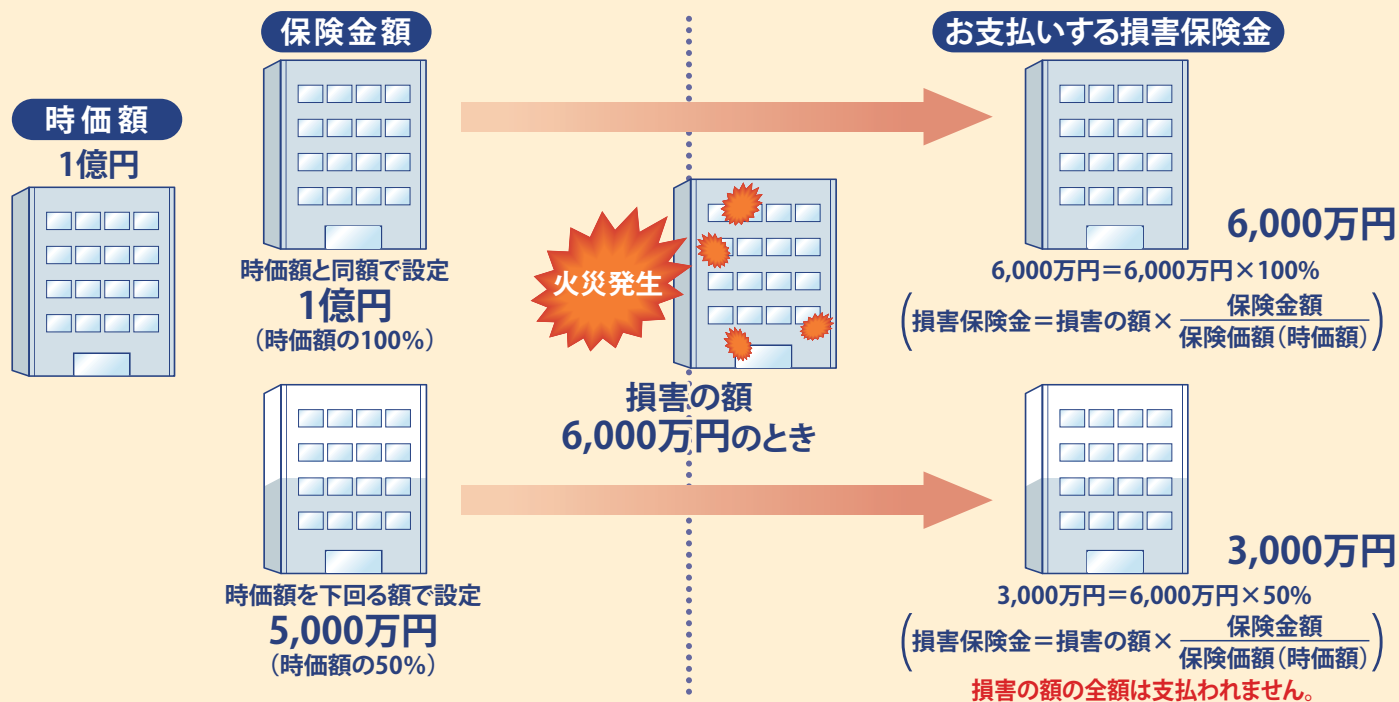 時価額
1億円
保険金額
時価額と同額で設定
1億円
(時価額の100%)
時価額を下回る額で設定
5,000万円
(時価額の50%)
火災発生
損害の額
6,000万円のとき
お支払いする損害保険金
6,000万円
6,000万円=6,000万円×100%
(損害保険金=損害の額×保険金額/保険価額(時価額))
3,000万円
3,000万円=6,000万円×50%
(損害保険金=損害の額×保険金額/保険価額(時価額))
損害の額の全額は支払われません。